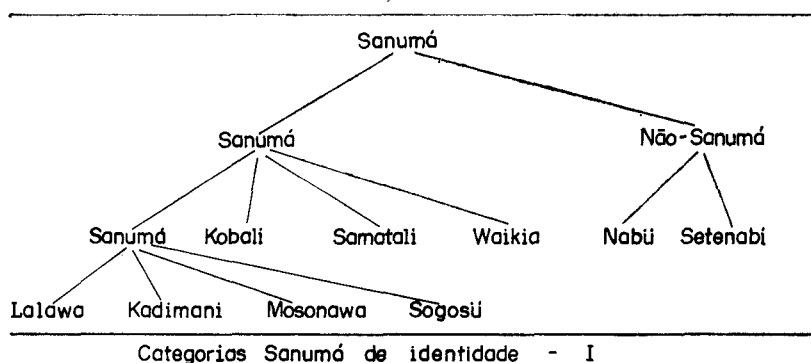 Sanumá
Sanumá Não-Sanumá
Sanumá Kobali Samatali Waikia Nabü Setenabi
Lalawa Kadimani Mosonawa Sogosü
Categorias Sanumá de identidade - I